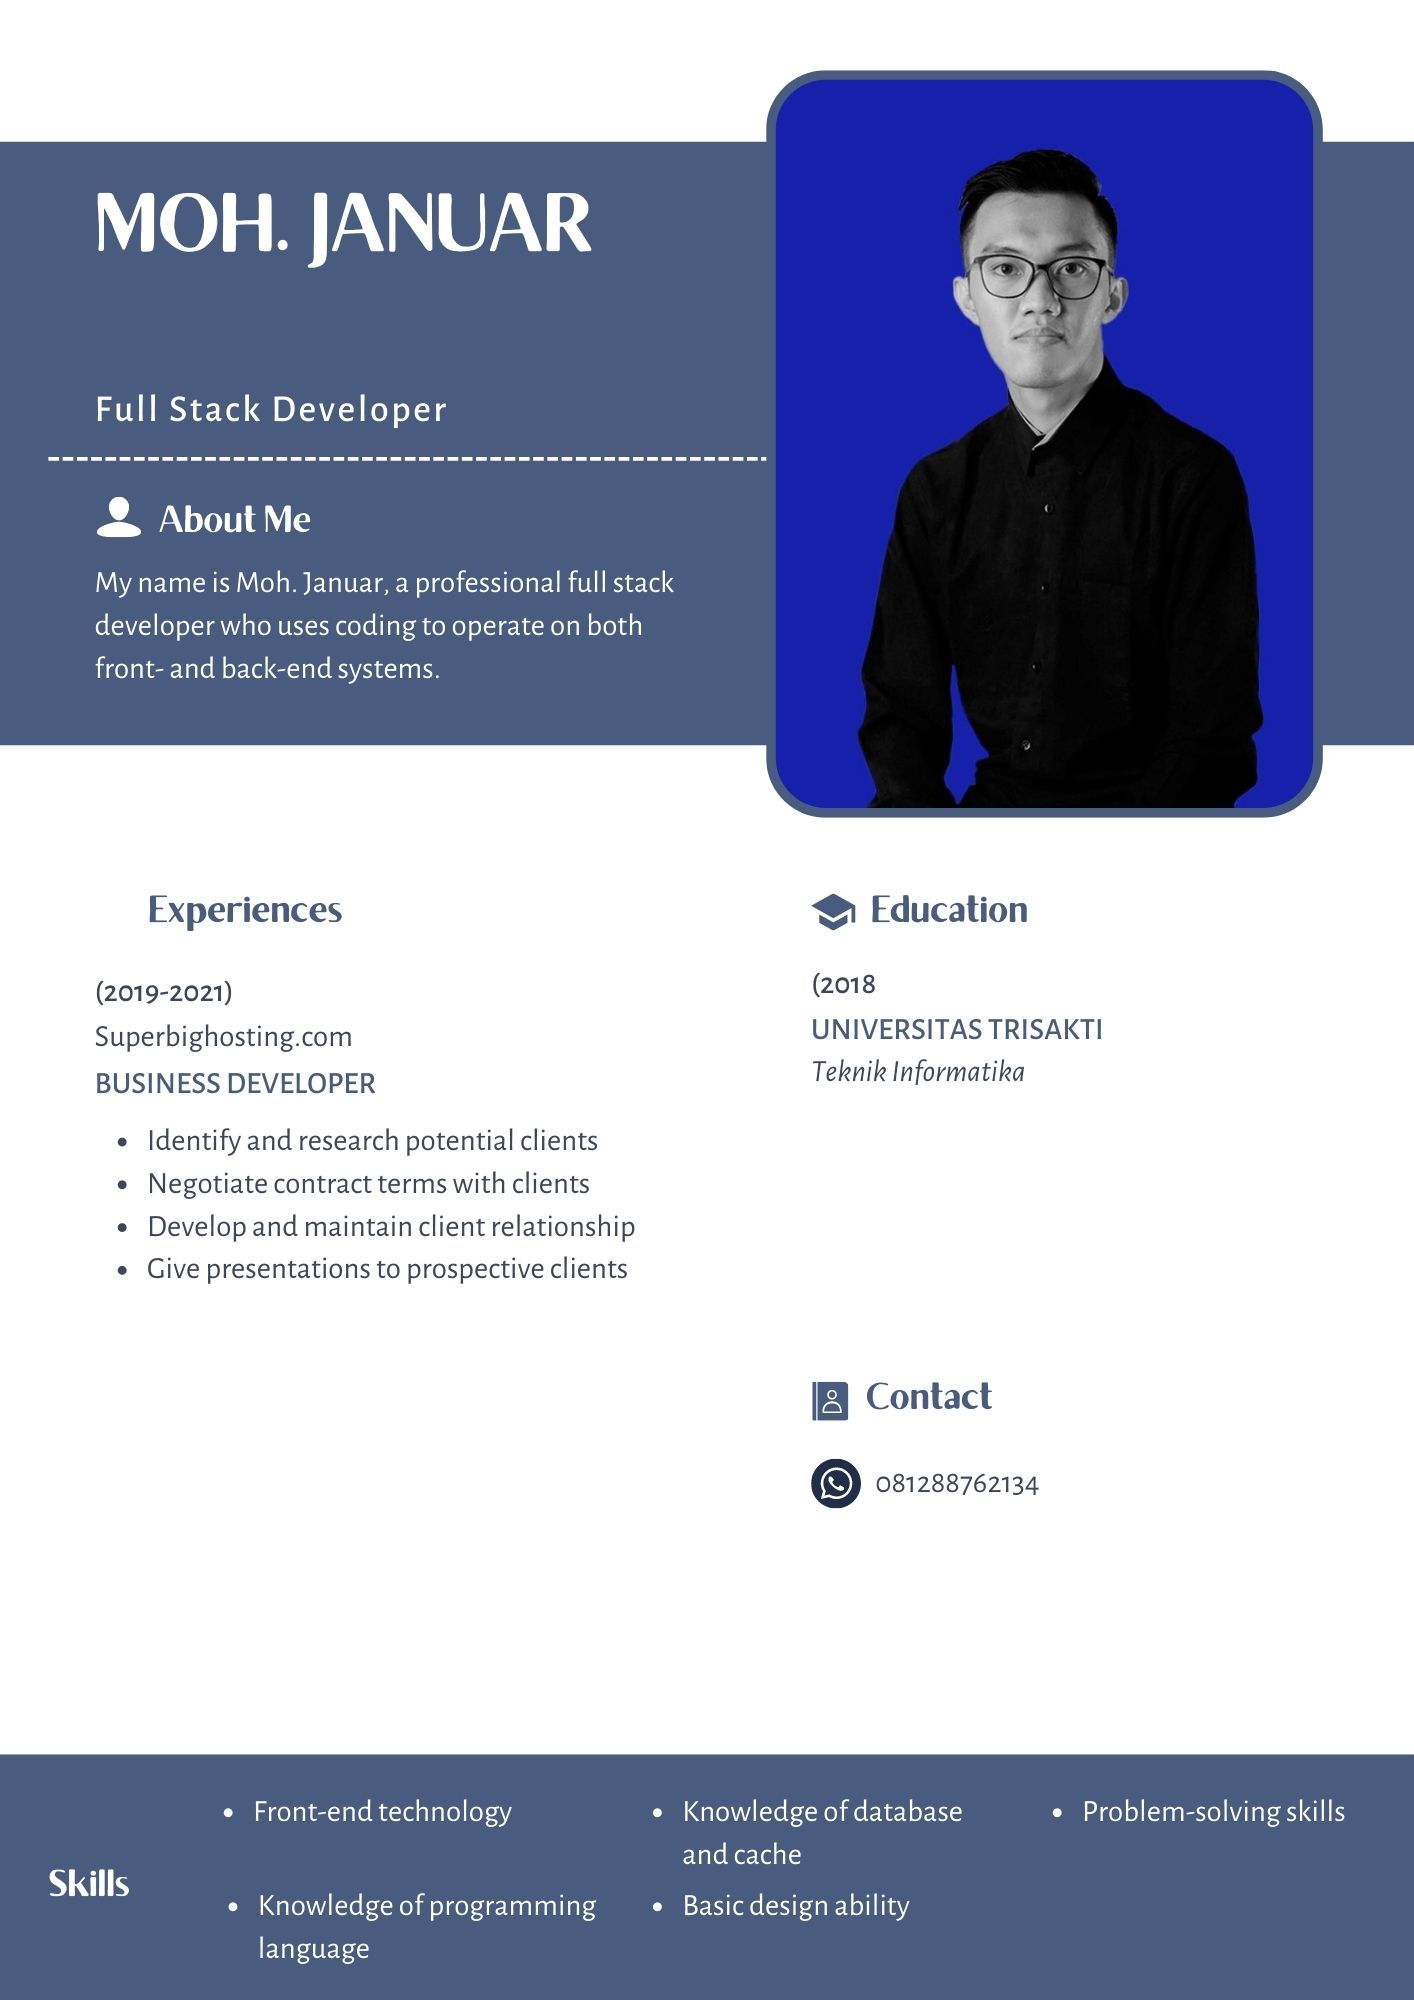 MOH. JANUAR
Full Stack Developer
About Me
My name is Moh. Januar, a professional full stack
developer who uses coding to operate on both
front- and back-end systems.
Experiences
(2019-2021)
Superbighosting.com
BUSINESS DEVELOPER
• Identify and research potential clients
• Negotiate contract terms with clients
• Develop and maintain client relationship
• Give presentations to prospective clients
Education
(2018
UNIVERSITAS TRISAKTI
Teknik Informatika
Contact
081288762134
Skills
• Front-end technology
• Knowledge of programming
language
• Knowledge of database
and cache
• Basic design ability
• Problem-solving skills